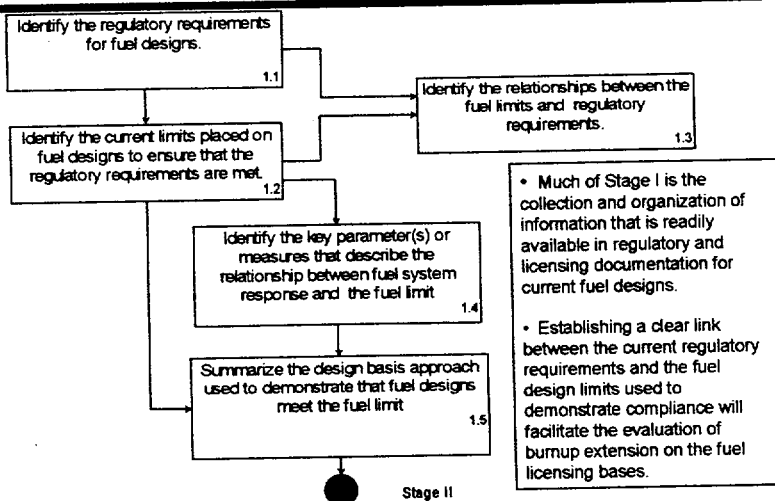 Identify the regulatory requirements
for fuel designs.
1.1
Identify the relationships between the
fuel limits and regulatory
requirements.
1.3
Identify the current limits placed on
fuel designs to ensure that the
regulatory requirements are met.
1.2
Identify the key parameter(s) or
measures that describe the
relationship between fuel system
response and the fuel limit
1.4
Summarize the design basis approach
used to demonstrate that fuel designs
meet the fuel limit
1.5
Stage II
• Much of Stage I is the
collection and organization of
information that is readily
available in regulatory and
licensing documentation for
current fuel designs.
• Establishing a clear link
between the current regulatory
requirements and the fuel
design limits used to
demonstrate compliance will
facilitate the evaluation of
burnup extension on the fuel
licensing bases.